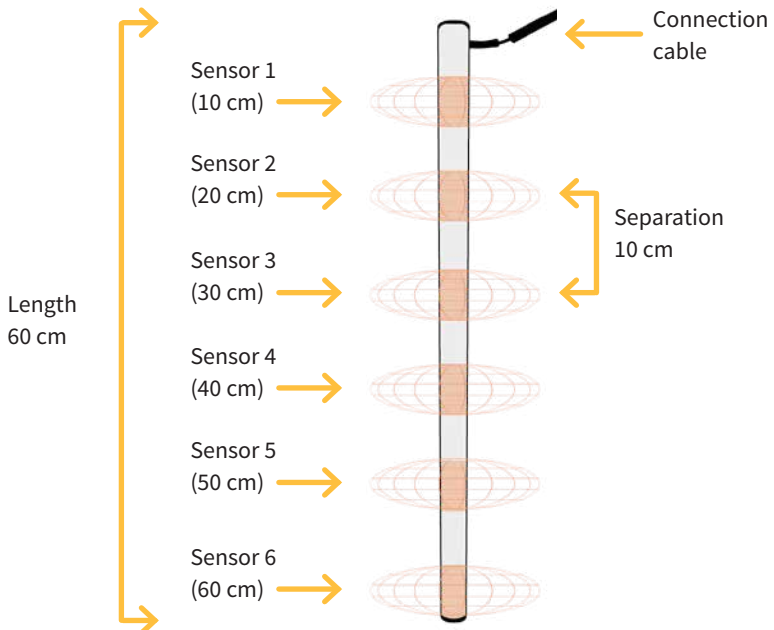 Connection
cable
Sensor 1
(10 cm)
Sensor 2
(20 cm)
Separation
10 cm
Sensor 3
(30 cm)
Length
60 cm
Sensor 4
(40 cm)
Sensor 5
(50 cm)
Sensor 6
(60 cm)